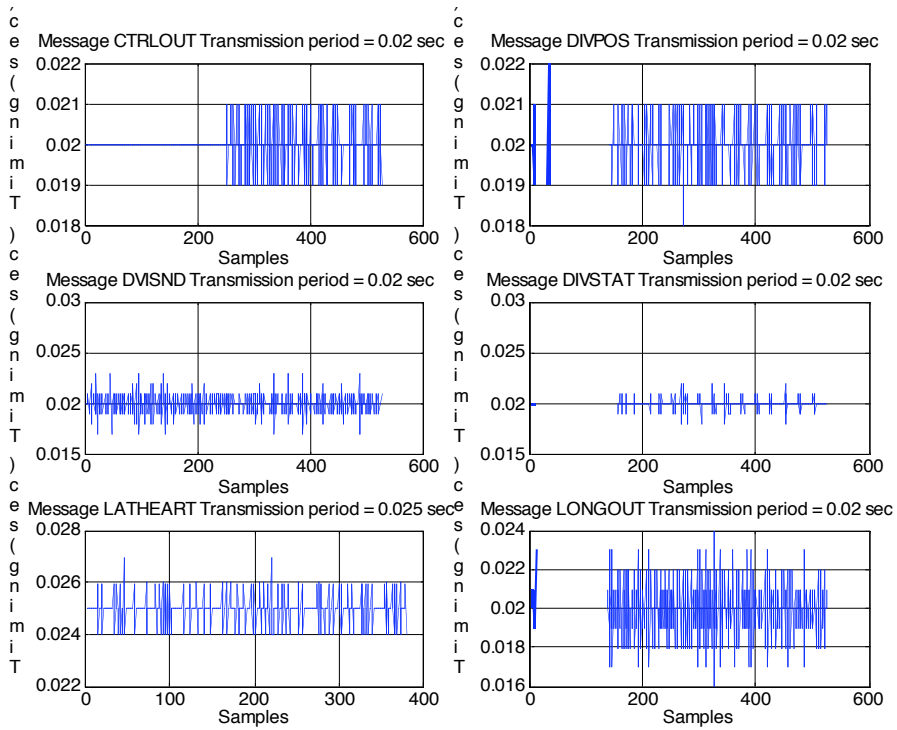 Message CTRLOUT Transmission period = 0.02 sec
Timing (sec)
0.022
0.021
0.02
0.019
0.018
0 200 400 600
Samples
Message DIVPOS Transmission period = 0.02 sec
Timing (sec)
0.022
0.021
0.02
0.019
0.018
0 200 400 600
Samples
Message DVISND Transmission period = 0.02 sec
Timing (sec)
0.03
0.025
0.02
0.015
0 200 400 600
Samples
Message DIVSTAT Transmission period = 0.02 sec
Timing (sec)
0.03
0.025
0.02
0.015
0 200 400 600
Samples
Message LATHEART Transmission period = 0.025 sec
Timing (sec)
0.028
0.026
0.024
0.022
0 100 200 300 400
Samples
Message LONGOUT Transmission period = 0.02 sec
Timing (sec)
0.024
0.022
0.02
0.018
0.016
0 200 400 600
Samples